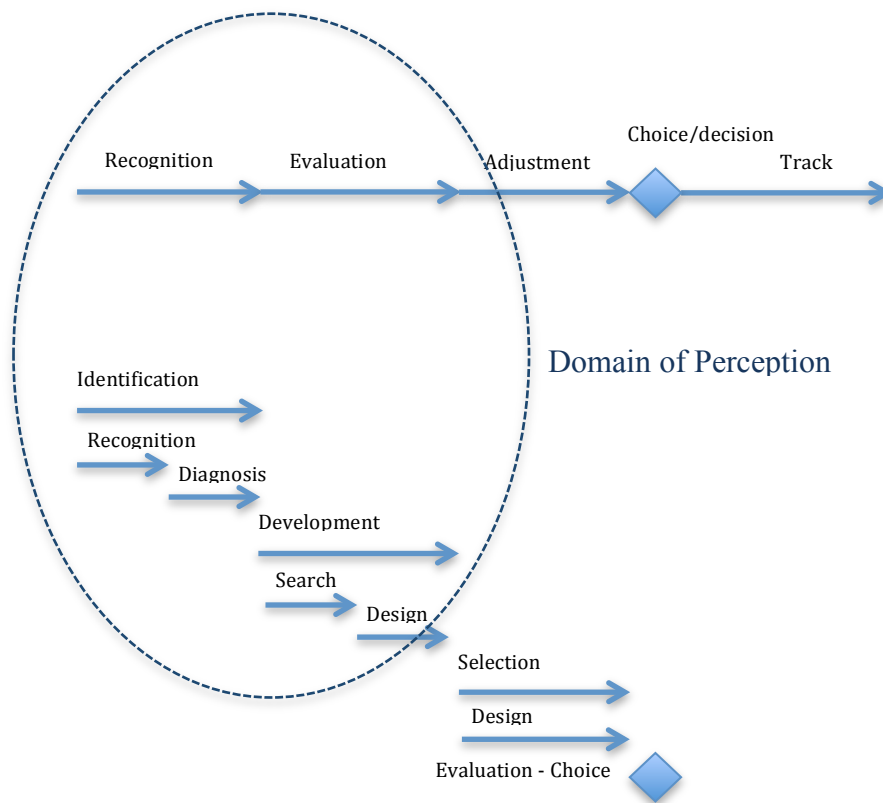 Choice/decision
Recognition
Evaluation
Adjustment
Track
Domain of Perception
Identification
Recognition
Diagnosis
Development
Search
Design
Selection
Design
Evaluation - Choice